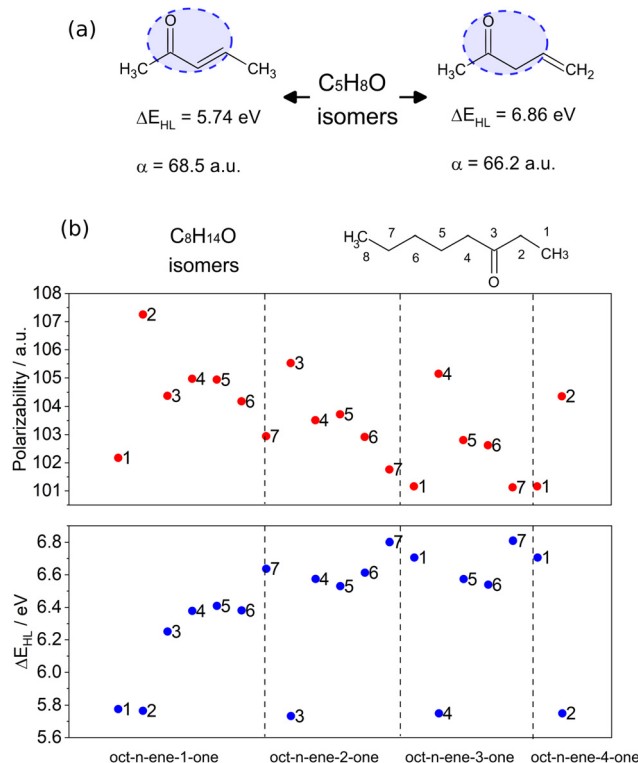 (a)
O
H₃C
CH₃
C₅H₈O
isomers
O
H₃C
CH₂
ΔE_HL = 5.74 eV
α = 68.5 a.u.
ΔE_HL = 6.86 eV
α = 66.2 a.u.
(b)
C₈H₁₄O
isomers
H₃C
8
7
6
5
4
3
2
1
CH₃
O
Polarizability / a.u.
108
107
106
105
104
103
102
101
1
2
3
4
5
6
7
3
4
5
6
7
1
4
5
6
7
1
2
ΔE_HL / eV
6.8
6.6
6.4
6.2
6.0
5.8
5.6
1
2
3
4
5
6
7
3
4
5
6
7
1
4
5
6
7
1
2
oct-n-ene-1-one oct-n-ene-2-one oct-n-ene-3-one oct-n-ene-4-one